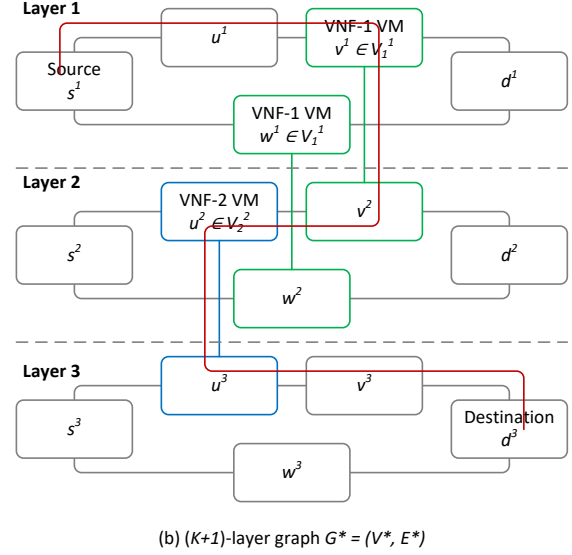 Layer 1
u¹
VNF-1 VM
v¹ ∈ V₁¹
Source
s¹
d¹
VNF-1 VM
w¹ ∈ V₁¹
Layer 2
VNF-2 VM
u² ∈ V₂²
v²
s²
d²
w²
Layer 3
u³
v³
s³
Destination
d³
w³
(b) (K+1)-layer graph G* = (V*, E*)